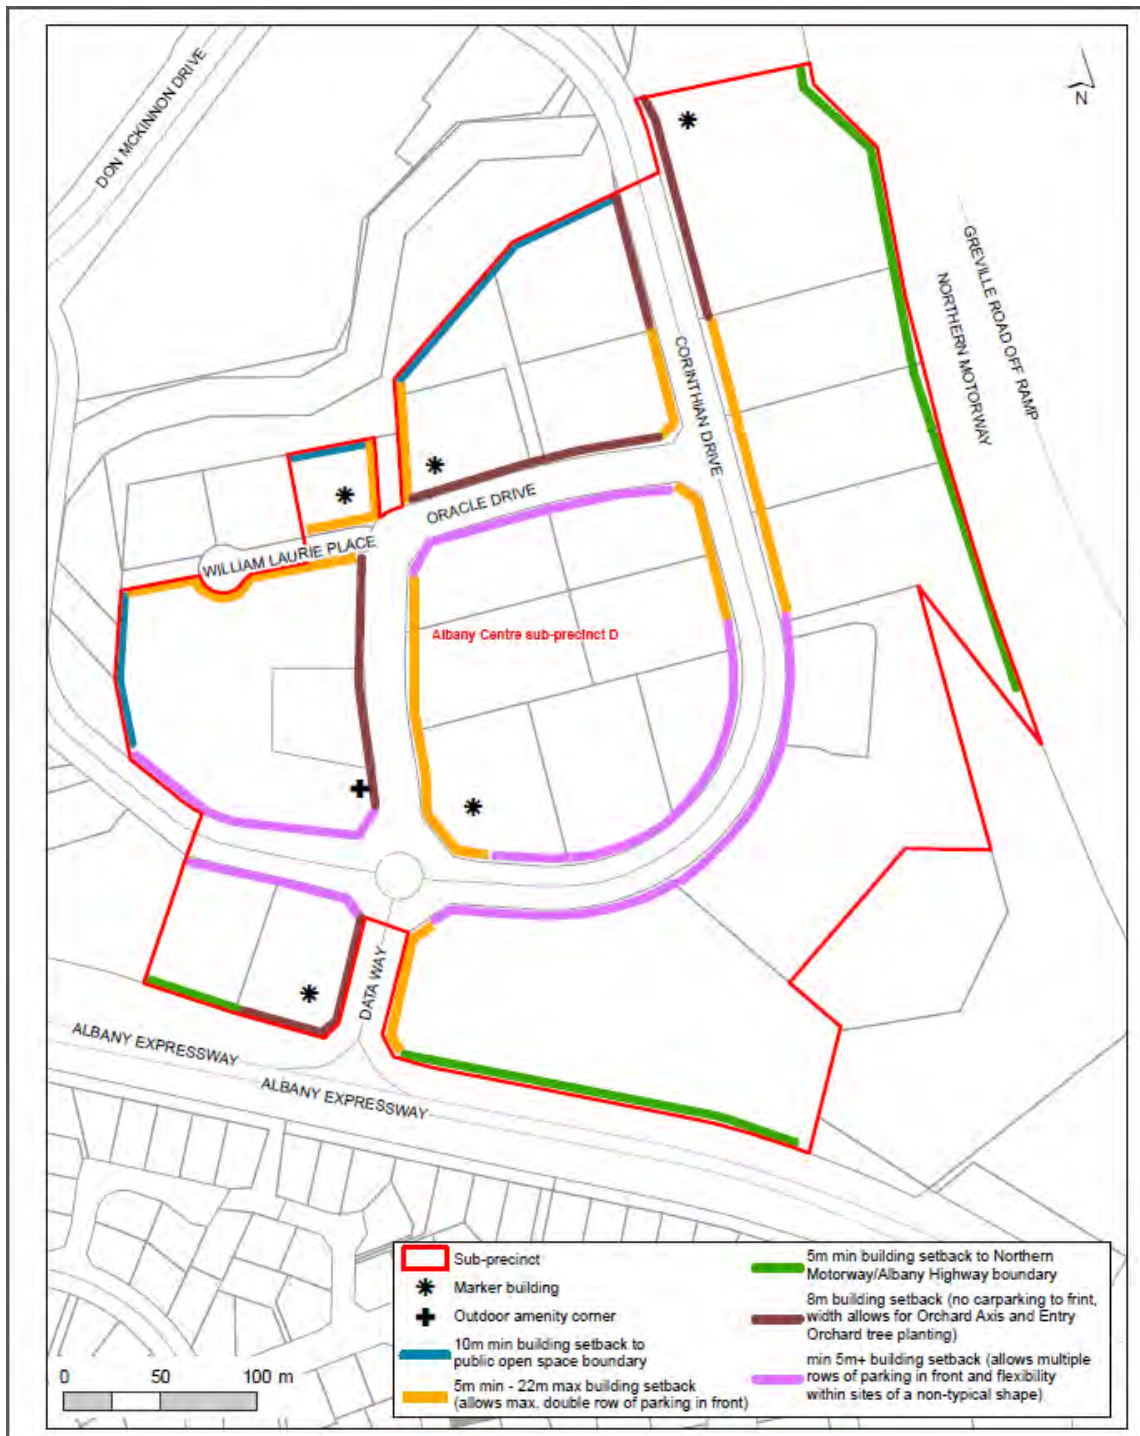 DON MCKINNON DRIVE
N
GREVILLE ROAD OFF RAMP
NORTHERN MOTORWAY
CORINTHIAN DRIVE
ORACLE DRIVE
WILLIAM LAURIE PLACE
Albany Centre sub-precinct D
DATA WAY
ALBANY EXPRESSWAY
ALBANY EXPRESSWAY
Sub-precinct
Marker building
Outdoor amenity corner
10m min building setback to
public open space boundary
5m min - 22m max building setback
(allows max. double row of parking in front)
5m min building setback to Northern
Motorway/Albany Highway boundary
8m building setback (no carparking to frint,
width allows for Orchard Axis and Entry
Orchard tree planting)
min 5m+ building setback (allows multiple
rows of parking in front and flexibility
within sites of a non-typical shape)
0 50 100 m